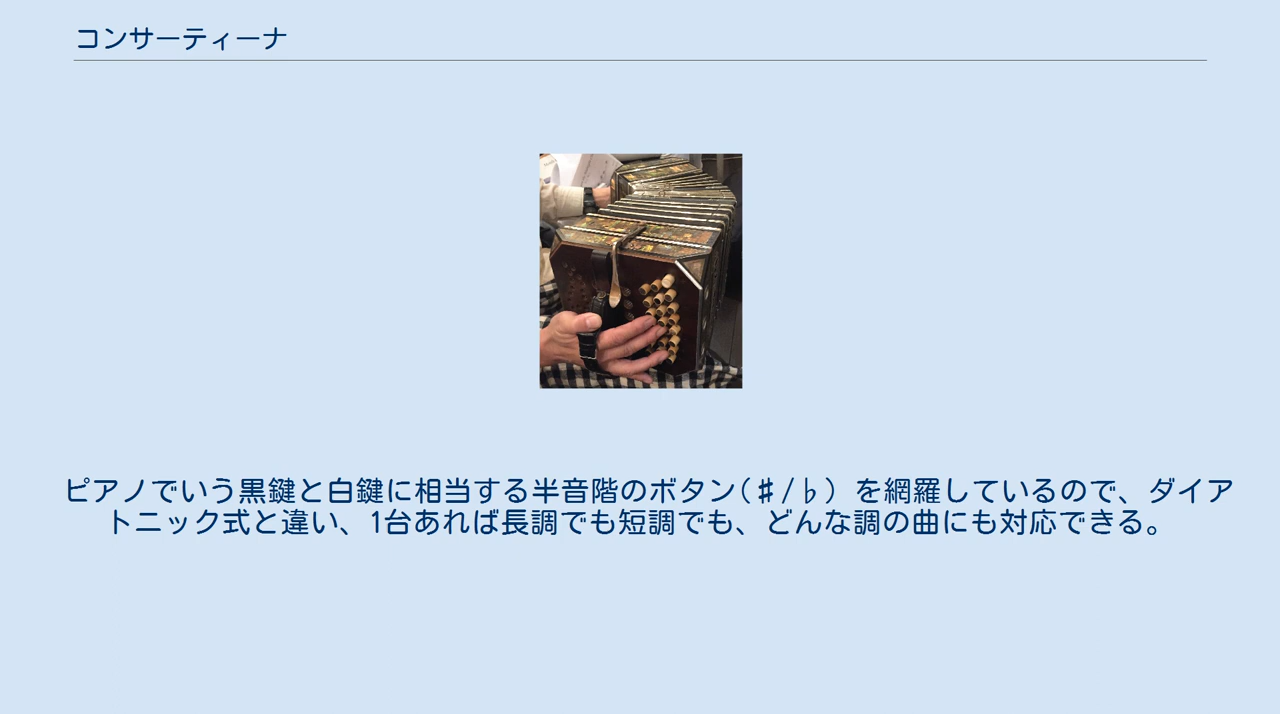 コンサーティーナ
ピアノでいう黒鍵と白鍵に相当する半音階のボタン(♯/♭) を網羅しているので、ダイア
トニック式と違い、1台あれば長調でも短調でも、どんな調の曲にも対応できる。